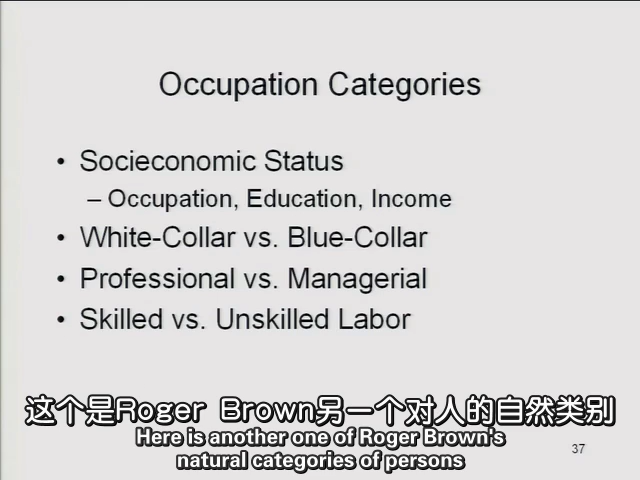 Occupation Categories
• Socieconomic Status
– Occupation, Education, Income
• White-Collar vs. Blue-Collar
• Professional vs. Managerial
• Skilled vs. Unskilled Labor
这个是Roger Brown另一个对人的自然类别
Here is another one of Roger Brown's
natural categories of persons
37